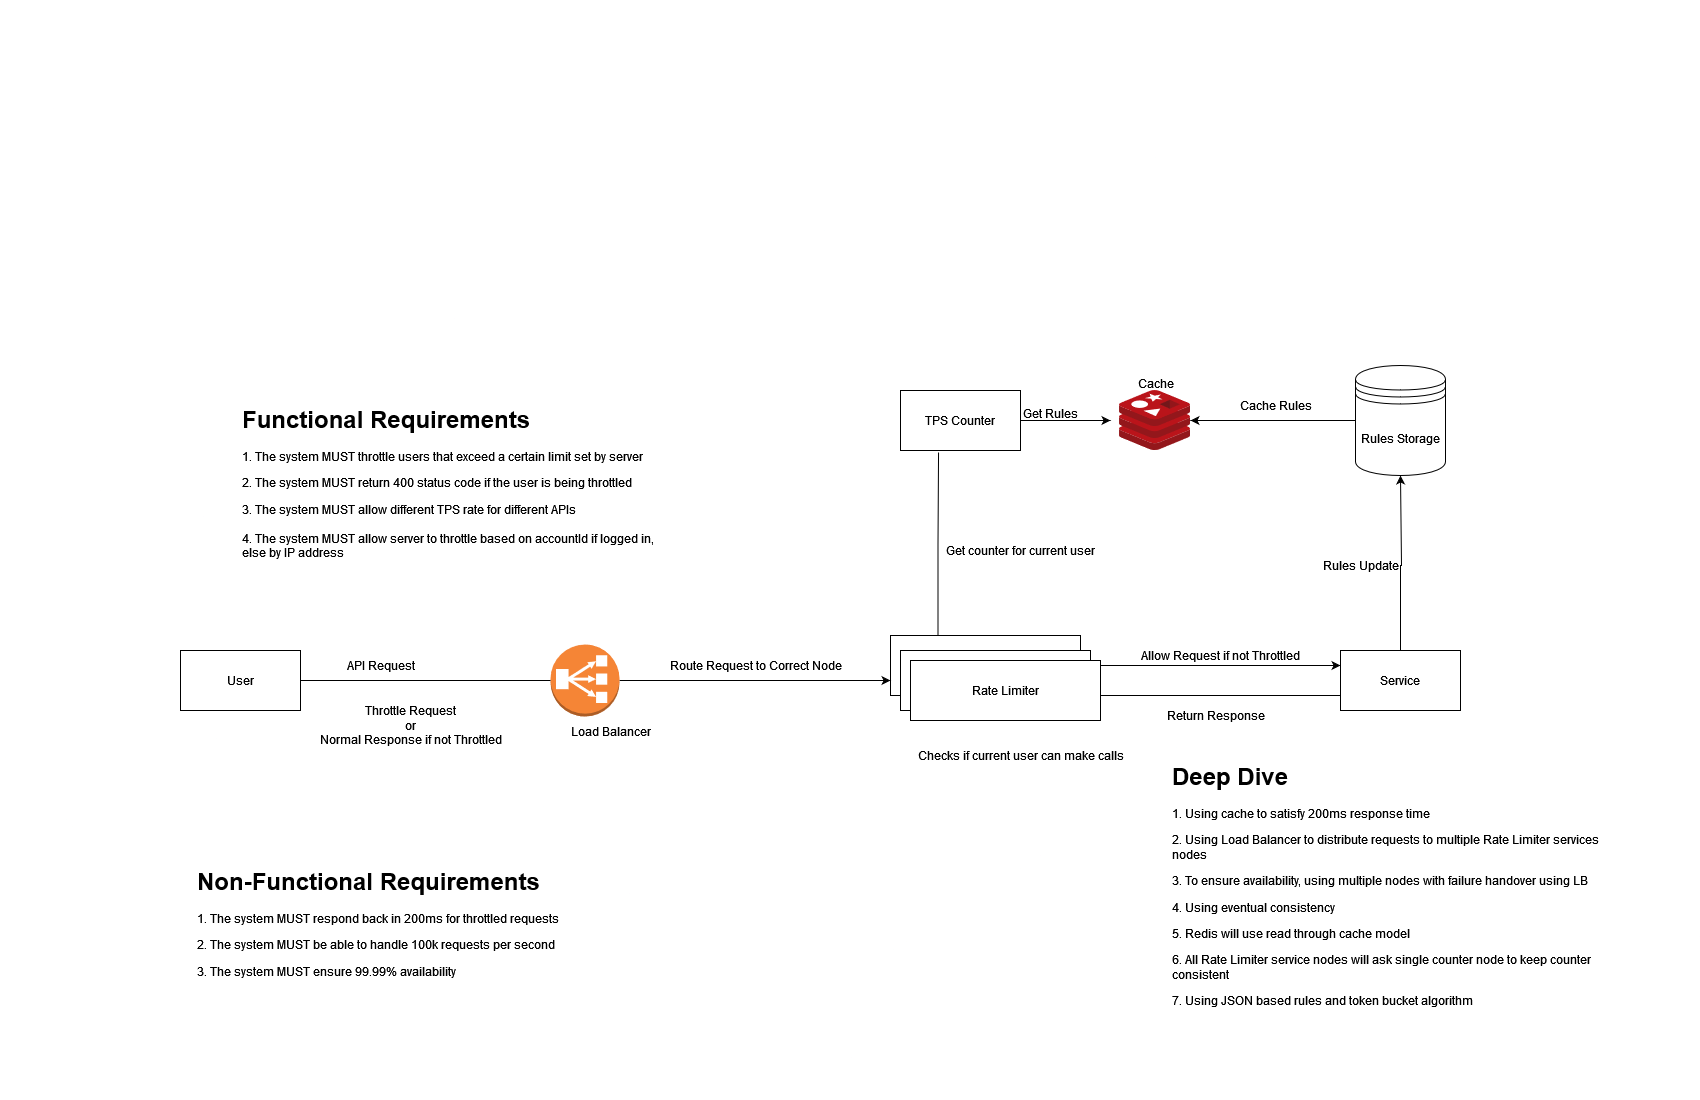 Functional Requirements
1. The system MUST throttle users that exceed a certain limit set by server
2. The system MUST return 400 status code if the user is being throttled
3. The system MUST allow different TPS rate for different APIs
4. The system MUST allow server to throttle based on accountId if logged in,
else by IP address
TPS Counter
Get Rules
Cache
Cache Rules
Rules Storage
Get counter for current user
Rules Update
User
API Request
Throttle Request
or
Normal Response if not Throttled
Load Balancer
Route Request to Correct Node
Rate Limiter
Checks if current user can make calls
Allow Request if not Throttled
Return Response
Service
Non-Functional Requirements
1. The system MUST respond back in 200ms for throttled requests
2. The system MUST be able to handle 100k requests per second
3. The system MUST ensure 99.99% availability
Deep Dive
1. Using cache to satisfy 200ms response time
2. Using Load Balancer to distribute requests to multiple Rate Limiter services
nodes
3. To ensure availability, using multiple nodes with failure handover using LB
4. Using eventual consistency
5. Redis will use read through cache model
6. All Rate Limiter service nodes will ask single counter node to keep counter
consistent
7. Using JSON based rules and token bucket algorithm